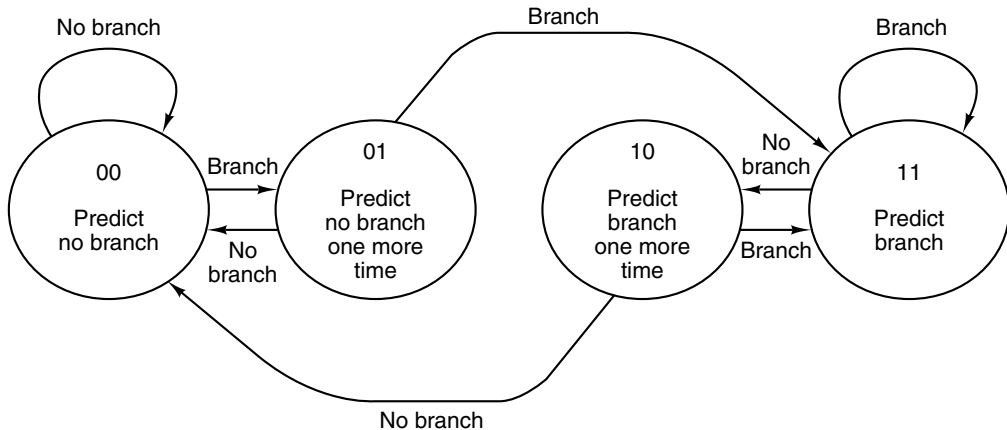 Branch
No branch
Branch
00
Predict
no branch
Branch
No
branch
01
Predict
no branch
one more
time
10
Predict
branch
one more
time
No
branch
Branch
11
Predict
branch
No branch